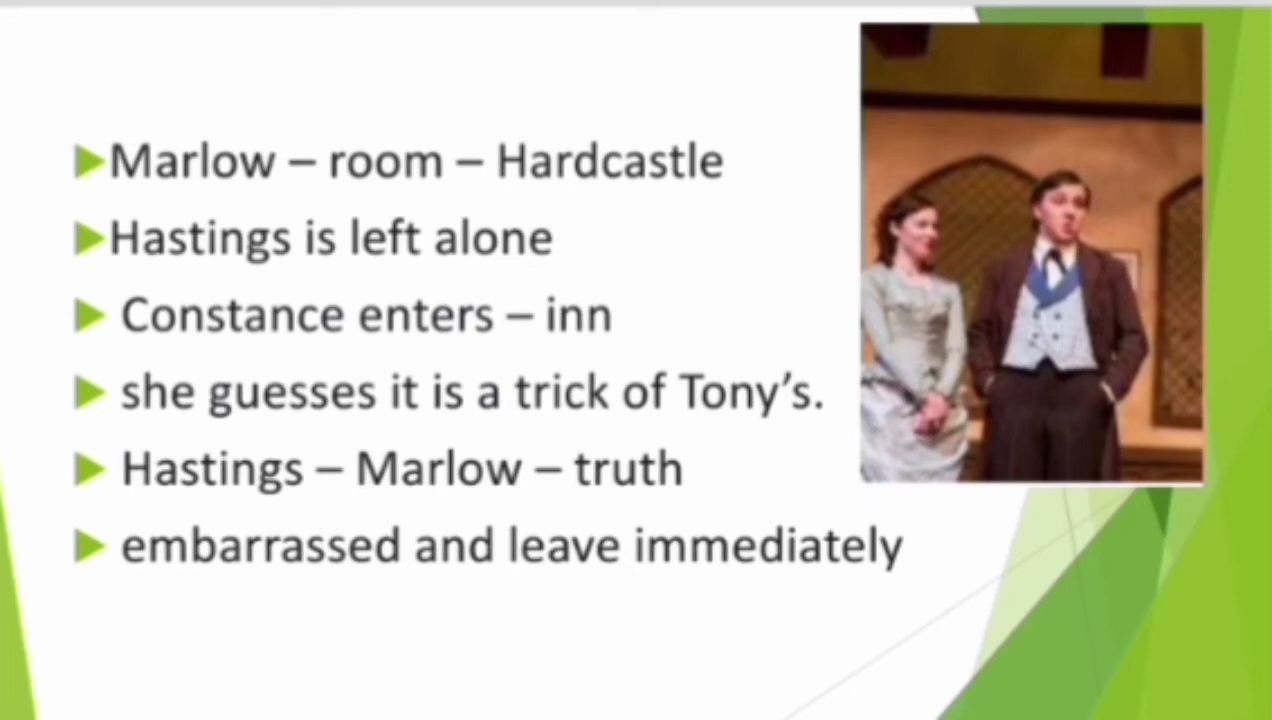 Marlow – room – Hardcastle
Hastings is left alone
Constance enters – inn
she guesses it is a trick of Tony’s.
Hastings – Marlow – truth
embarrassed and leave immediately